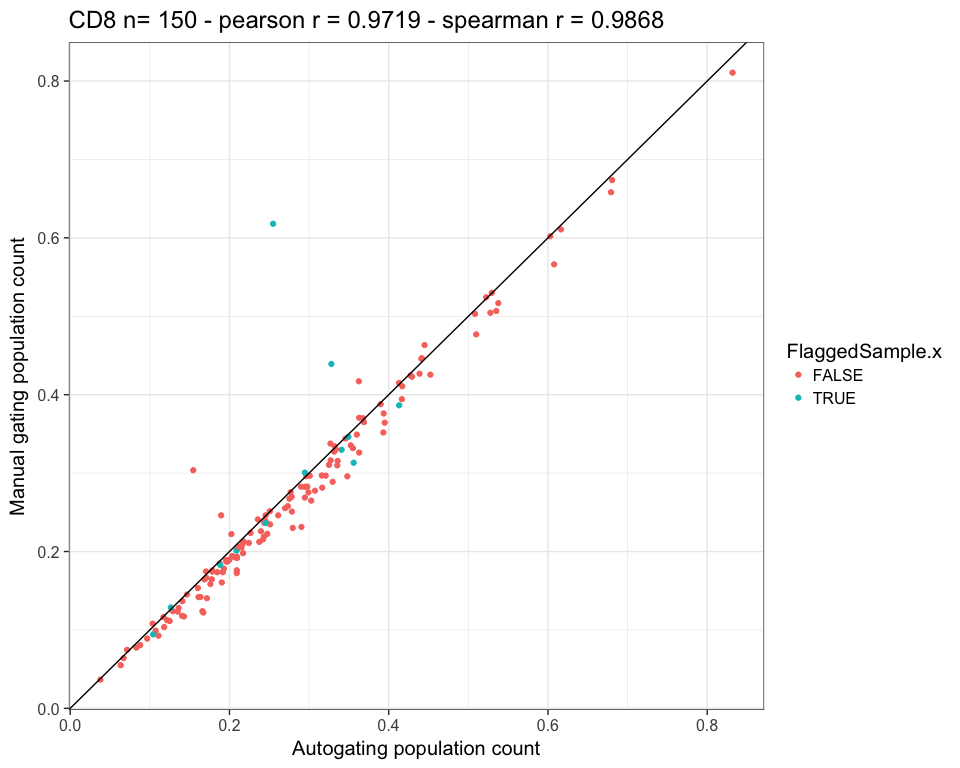 CD8 n= 150 - pearson r = 0.9719 - spearman r = 0.9868
0.8
0.6
0.4
0.2
0.0
Manual gating population count
0.0 0.2 0.4 0.6 0.8
Autogating population count
FlaggedSample.x
FALSE
TRUE